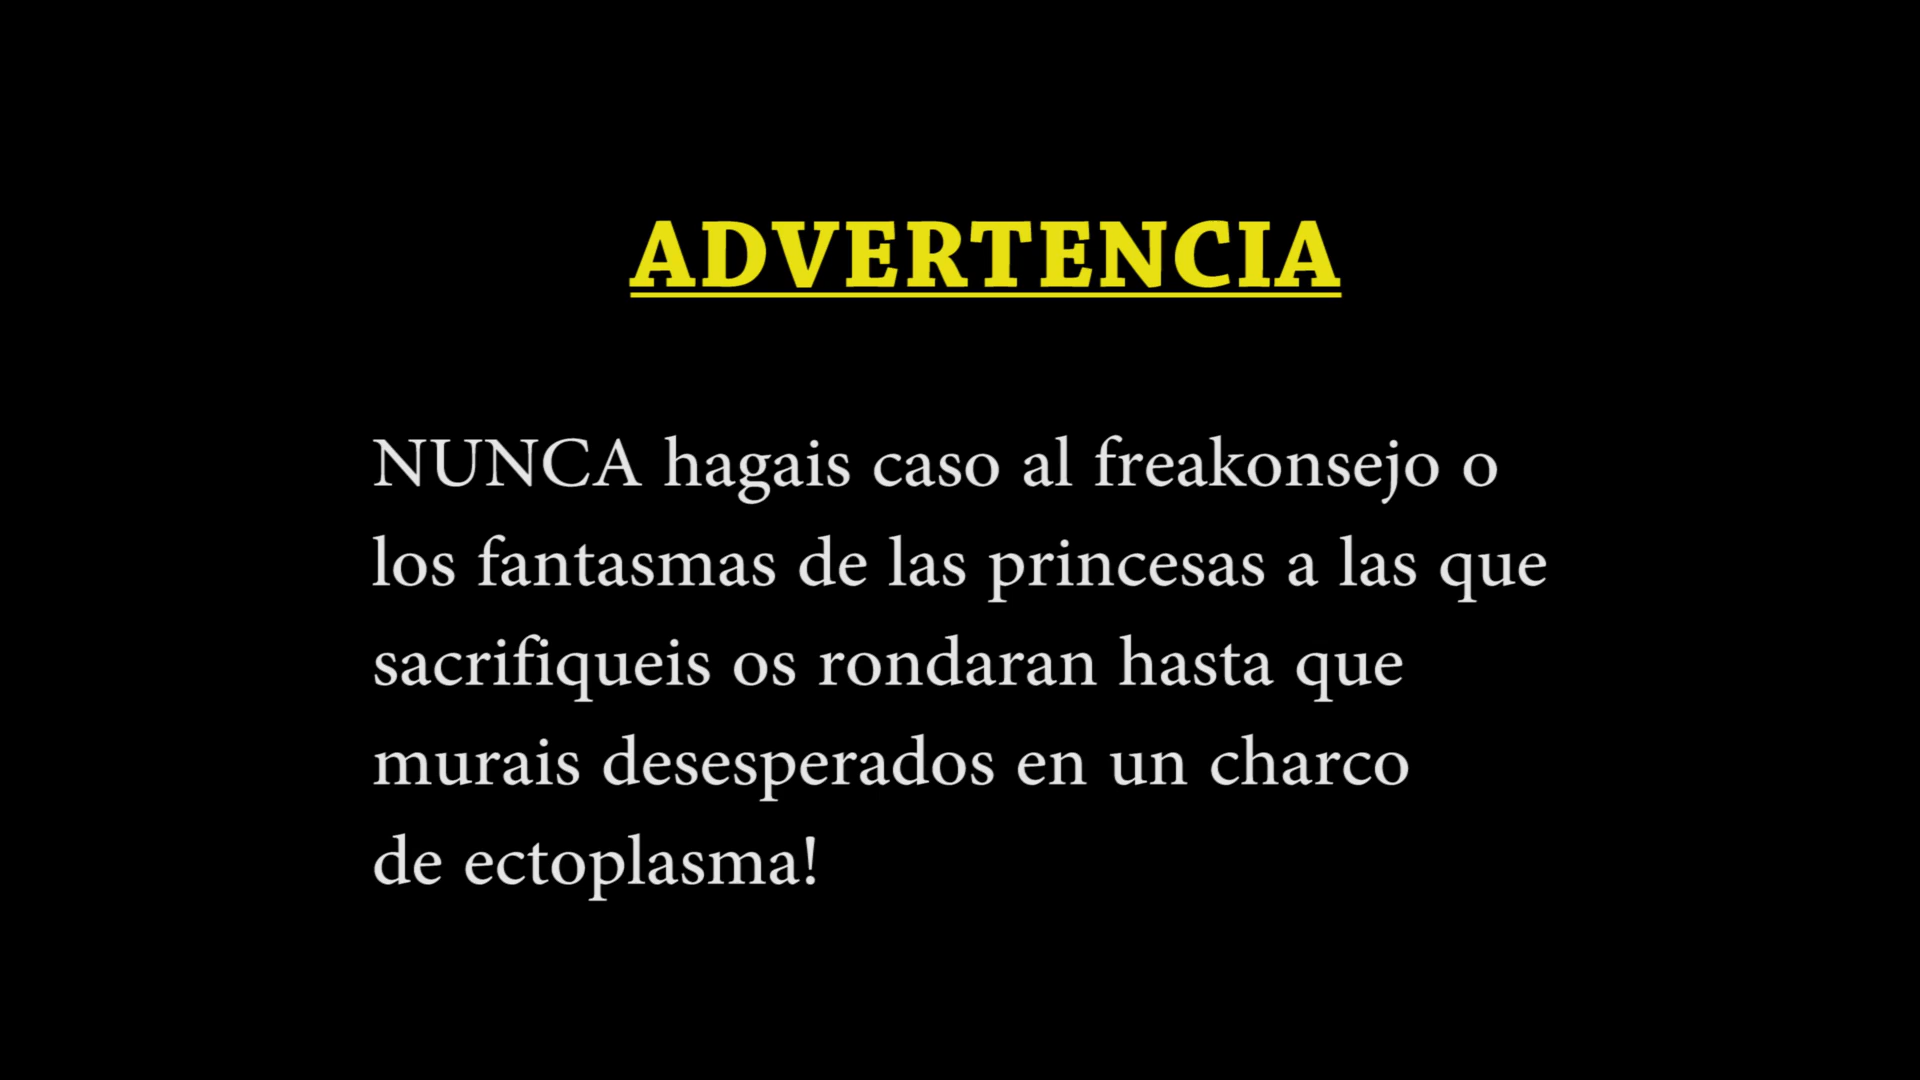 ADVERTENCIA
NUNCA hagais caso al freakonsejo o
los fantasmas de las princesas a las que
sacrifiqueis os rondaran hasta que
murais desesperados en un charco
de ectoplasma!